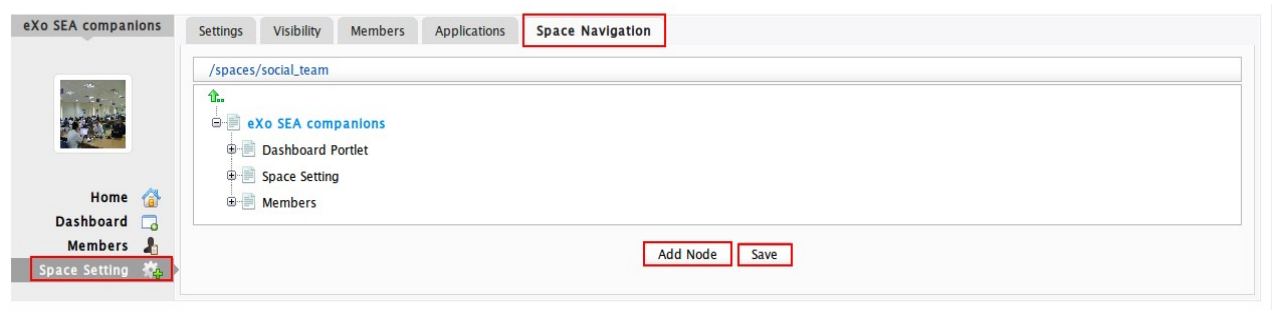 eXo SEA companions
Settings Visibility Members Applications Space Navigation
/spaces/social_team
eXo SEA companions
Dashboard Portlet
Space Setting
Members
Home
Dashboard
Members
Space Setting
Add Node Save